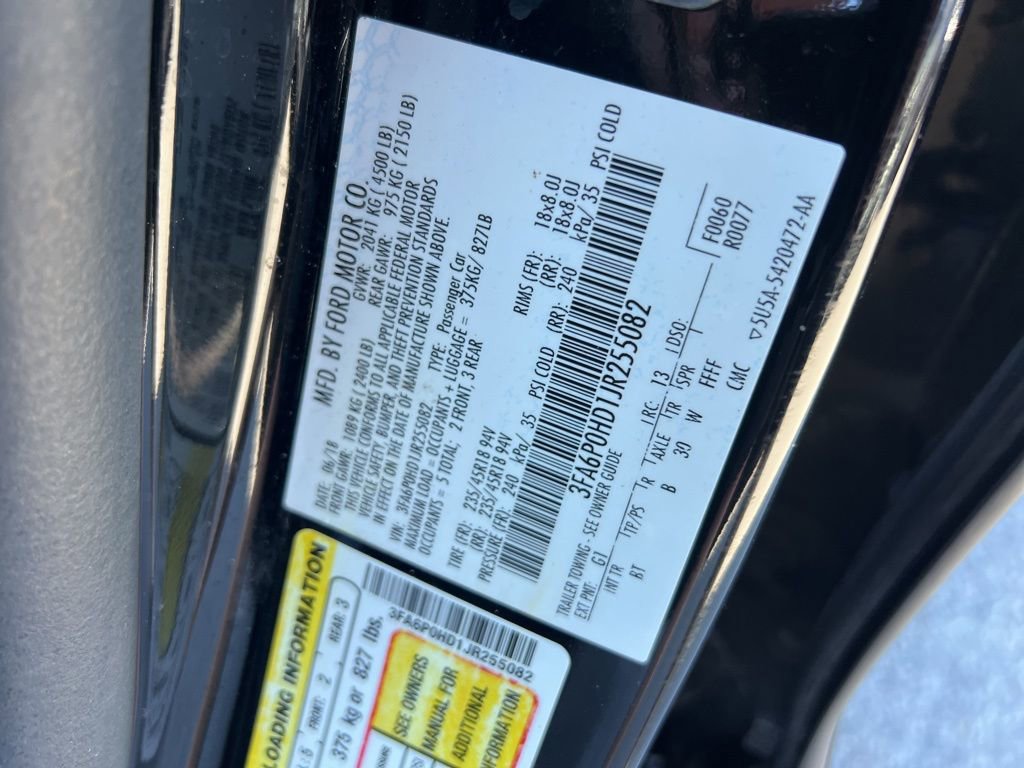 MFD. BY FORD MOTOR CO.
DATE: 06/18 GVWR: 2041 KG ( 4500 LB)
FRONT GAWR: 1089 KG ( 2400 LB) REAR GAWR: 975 KG ( 2150 LB)
THIS VEHICLE CONFORMS TO ALL APPLICABLE FEDERAL MOTOR
VEHICLE SAFETY, BUMPER, AND THEFT PREVENTION STANDARDS
IN EFFECT ON THE DATE OF MANUFACTURE SHOWN ABOVE.
VIN: 3FA6P0HD1JR255082 TYPE: Passenger Car
MAXIMUM LOAD = OCCUPANTS + LUGGAGE = 375KG/ 827LB
OCCUPANTS = 5 TOTAL; 2 FRONT, 3 REAR
TIRE (FR): 235/45R18 94V RIMS (FR): 18x8.0J
(RR): 235/45R18 94V (RR): 18x8.0J
PRESSURE (FR): 240 kPa/ 35 PSI COLD (RR): 240 kPa/ 35 PSI COLD
3FA6P0HD1JR255082
TRAILER TOWING - SEE OWNER GUIDE
EXT PNT: G1 RC: 13 DSO: F0060
INT TR TP/PS R AXLE TR SPR R0077
BT B 30 W FFFF
CMC ▽5U5A-5420472-AA
LOADING INFORMATION
L: 5 FRONT: 2 REAR: 3
375 kg or 827 lbs.
3FA6P0HD1JR255082
SEE OWNERS
MANUAL FOR
ADDITIONAL
INFORMATION